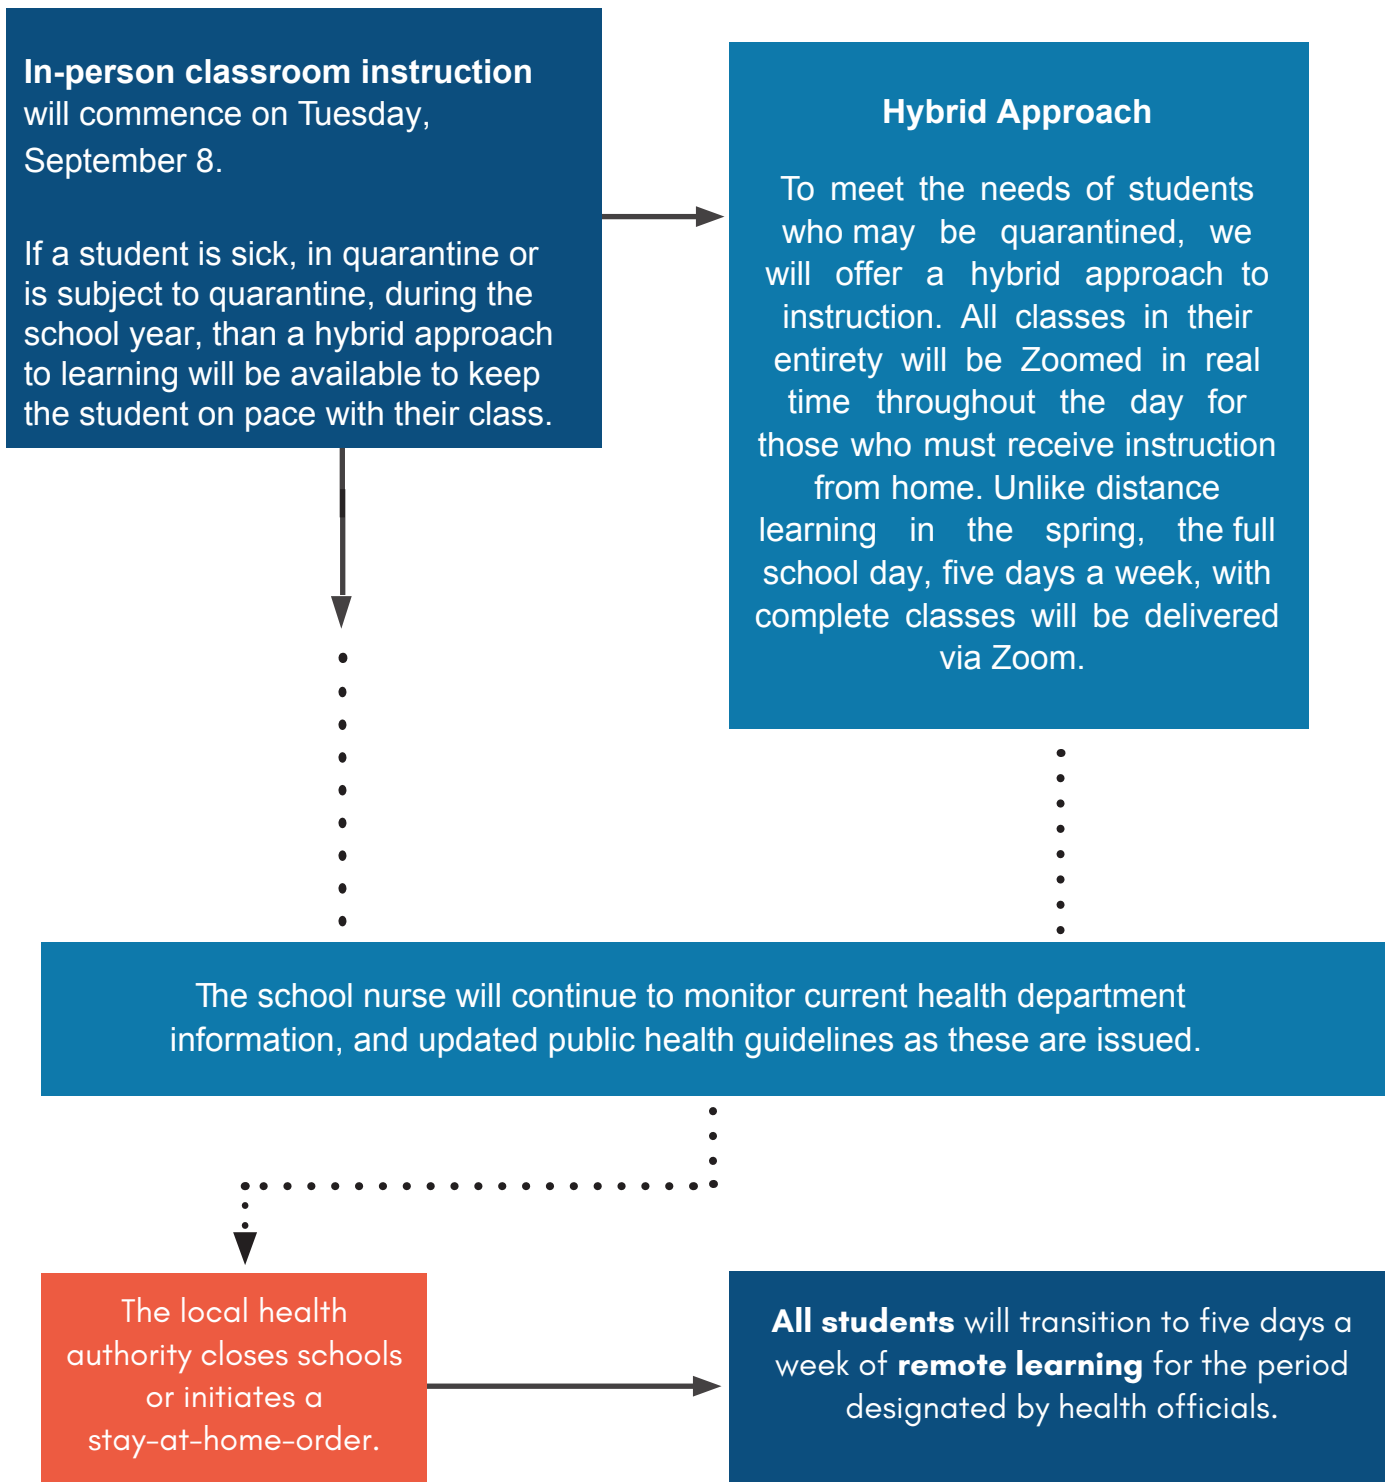 In-person classroom instruction
will commence on Tuesday,
September 8.
If a student is sick, in quarantine or
is subject to quarantine, during the
school year, than a hybrid approach
to learning will be available to keep
the student on pace with their class.
Hybrid Approach
To meet the needs of students
who may be quarantined, we
will offer a hybrid approach to
instruction. All classes in their
entirety will be Zoomed in real
time throughout the day for
those who must receive instruction
from home. Unlike distance
learning in the spring, the full
school day, five days a week, with
complete classes will be delivered
via Zoom.
The school nurse will continue to monitor current health department
information, and updated public health guidelines as these are issued.
The local health
authority closes schools
or initiates a
stay-at-home-order.
All students will transition to five days a
week of remote learning for the period
designated by health officials.